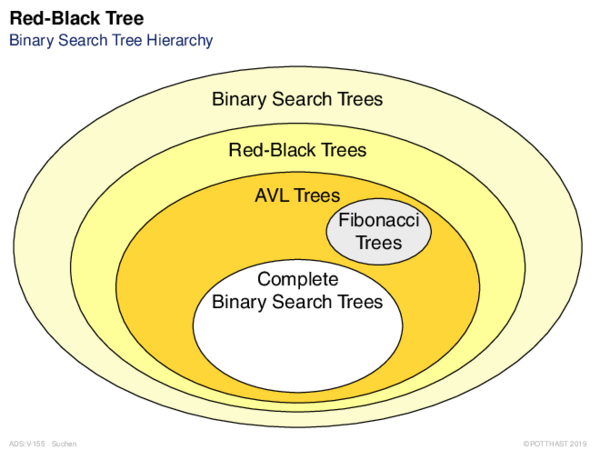 Red-Black Tree
Binary Search Tree Hierarchy
Binary Search Trees
Red-Black Trees
AVL Trees
Fibonacci
Trees
Complete
Binary Search Trees
ADS:V-155 Suchen
©POTTHAST 2019